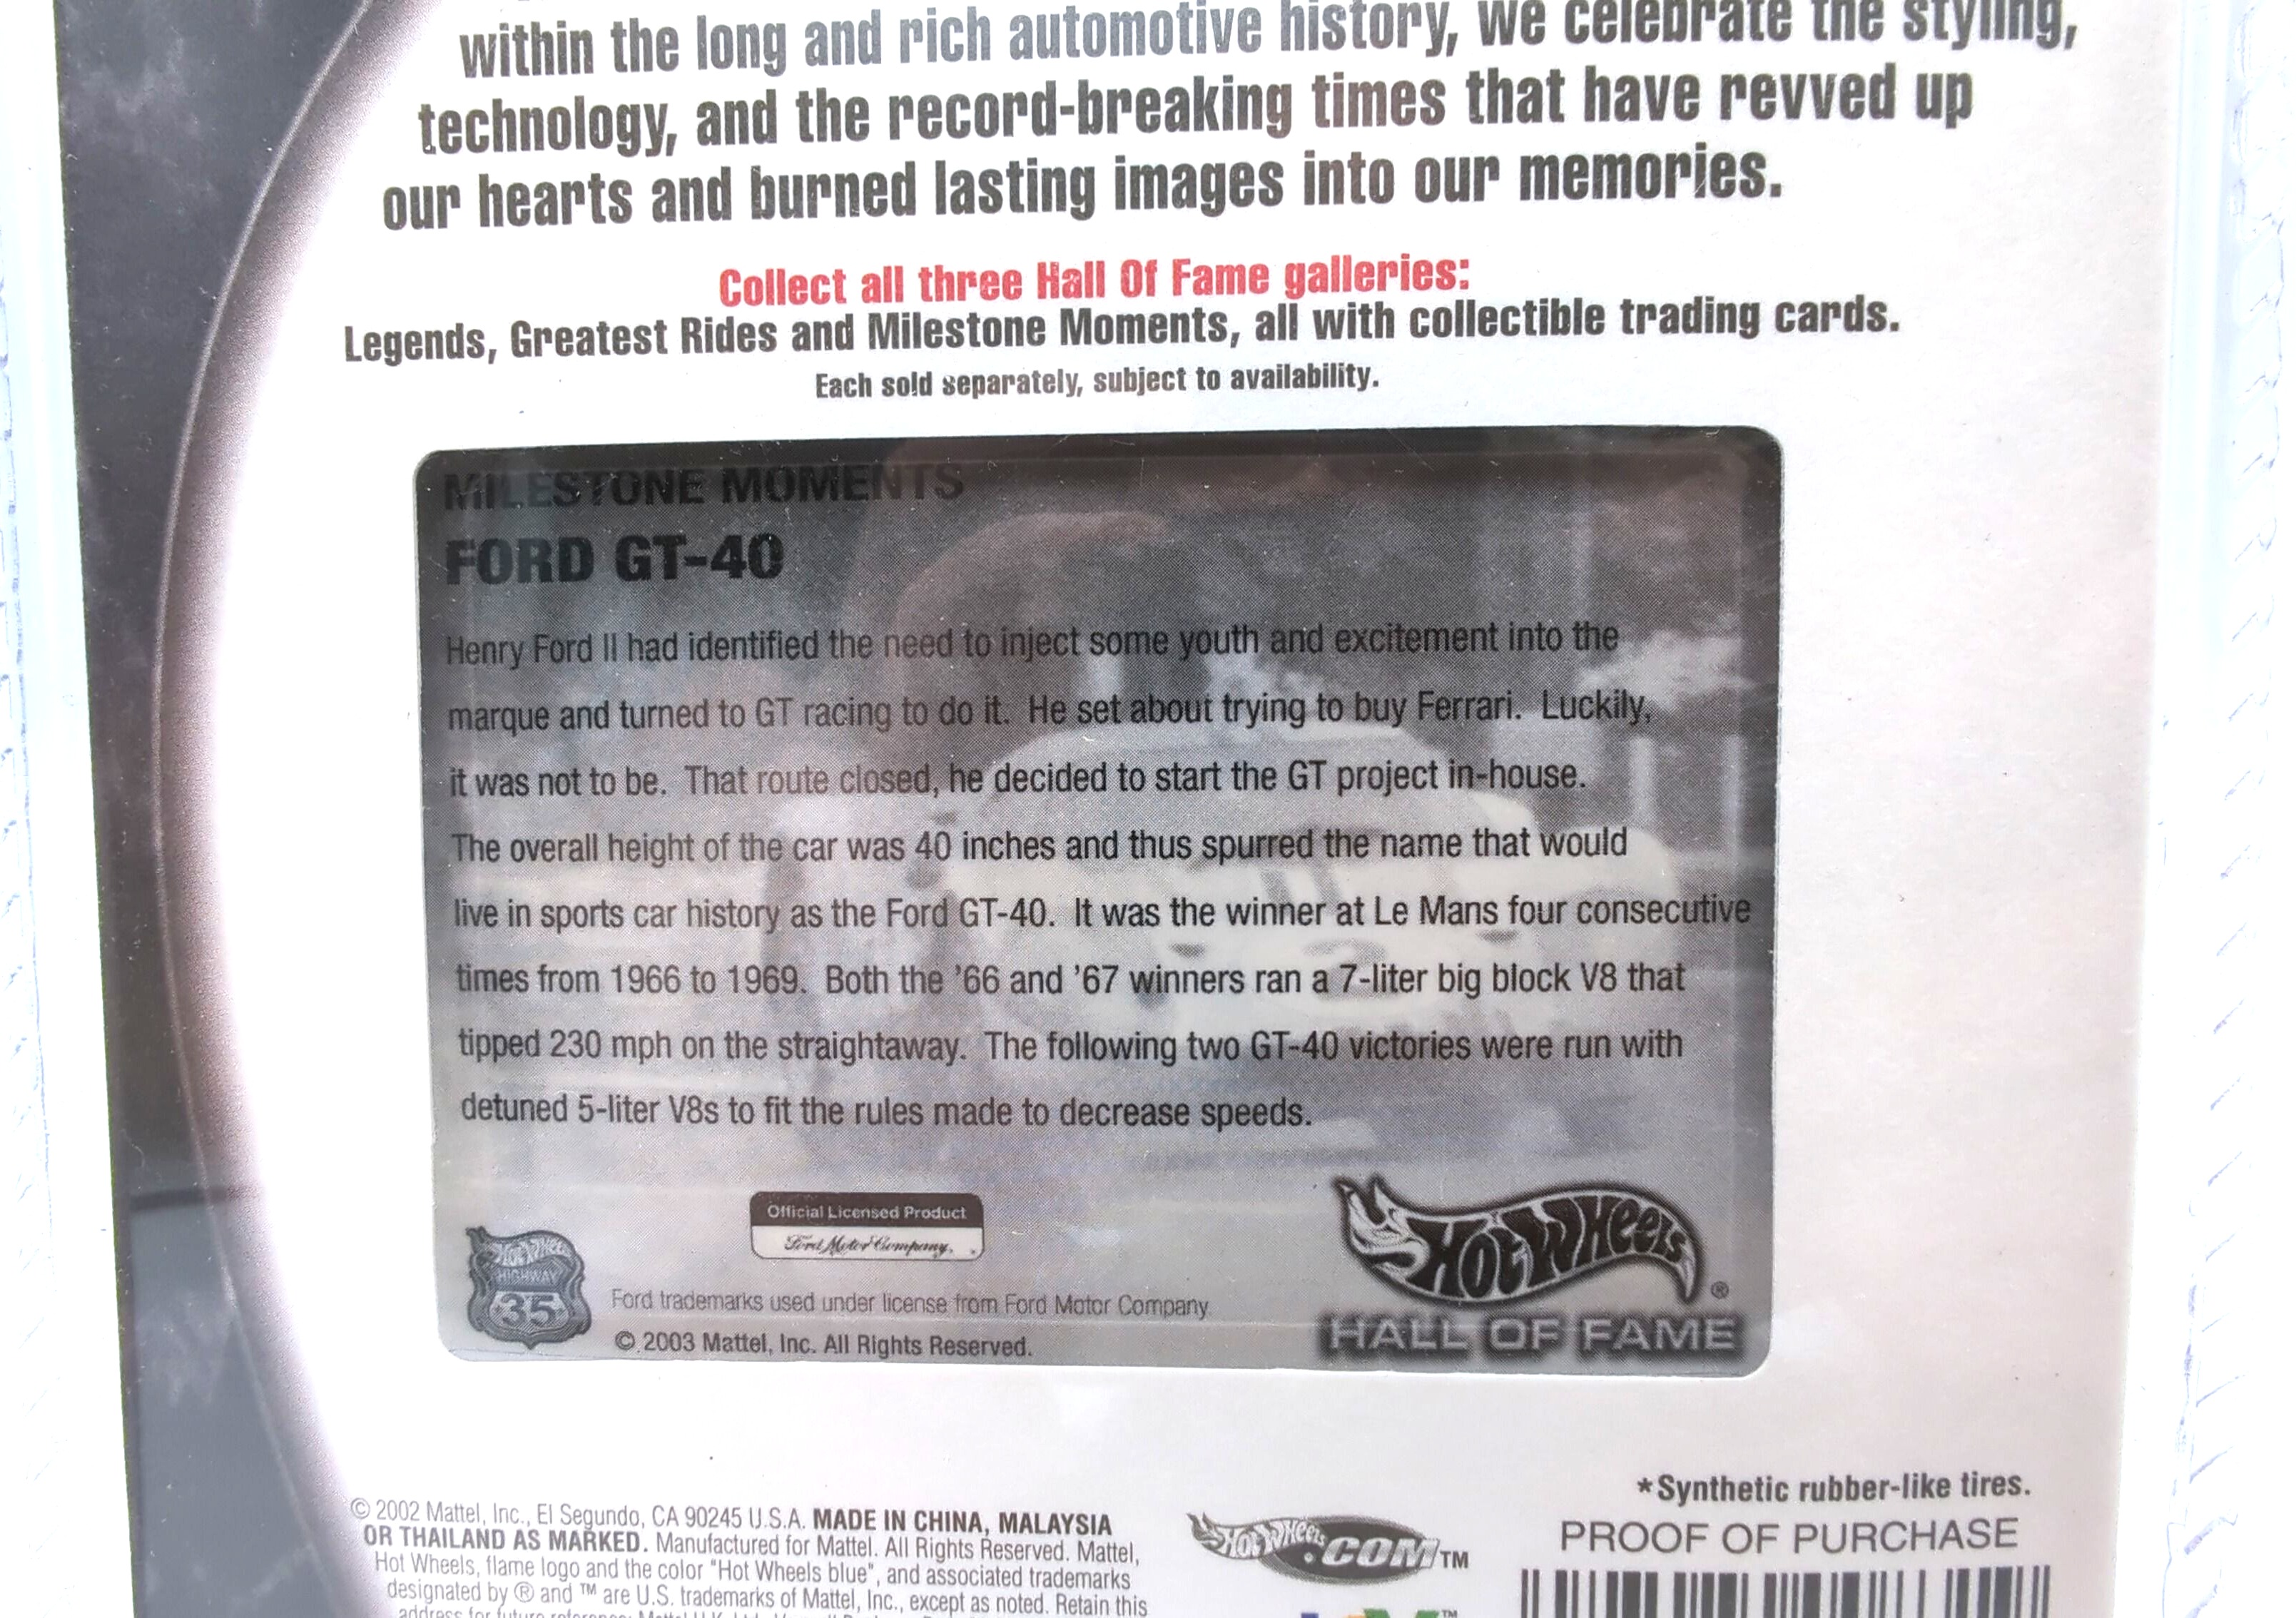 within the long and rich automotive history, we celebrate the styling,
technology, and the record-breaking times that have revved up
our hearts and burned lasting images into our memories.
Collect all three Hall Of Fame galleries:
Legends, Greatest Rides and Milestone Moments, all with collectible trading cards.
Each sold separately, subject to availability.
MILESTONE MOMENTS
FORD GT-40
Henry Ford II had identified the need to inject some youth and excitement into the
marque and turned to GT racing to do it. He set about trying to buy Ferrari. Luckily,
it was not to be. That route closed, he decided to start the GT project in-house.
The overall height of the car was 40 inches and thus spurred the name that would
live in sports car history as the Ford GT-40. It was the winner at Le Mans four consecutive
times from 1966 to 1969. Both the '66 and '67 winners ran a 7-liter big block V8 that
tipped 230 mph on the straightaway. The following two GT-40 victories were run with
detuned 5-liter V8s to fit the rules made to decrease speeds.
Official Licensed Product
Ford Motor Company.
HOT WHEELS
HIGHWAY
35
Ford trademarks used under license from Ford Motor Company.
© 2003 Mattel, Inc. All Rights Reserved.
HOT WHEELS ®
HALL OF FAME
*Synthetic rubber-like tires.
PROOF OF PURCHASE
© 2002 Mattel, Inc., El Segundo, CA 90245 U.S.A. MADE IN CHINA, MALAYSIA
OR THAILAND AS MARKED. Manufactured for Mattel. All Rights Reserved. Mattel,
Hot Wheels, flame logo and the color "Hot Wheels blue", and associated trademarks
designated by ® and ™ are U.S. trademarks of Mattel, Inc., except as noted. Retain this
address for future reference:
HOT WHEELS.COM™